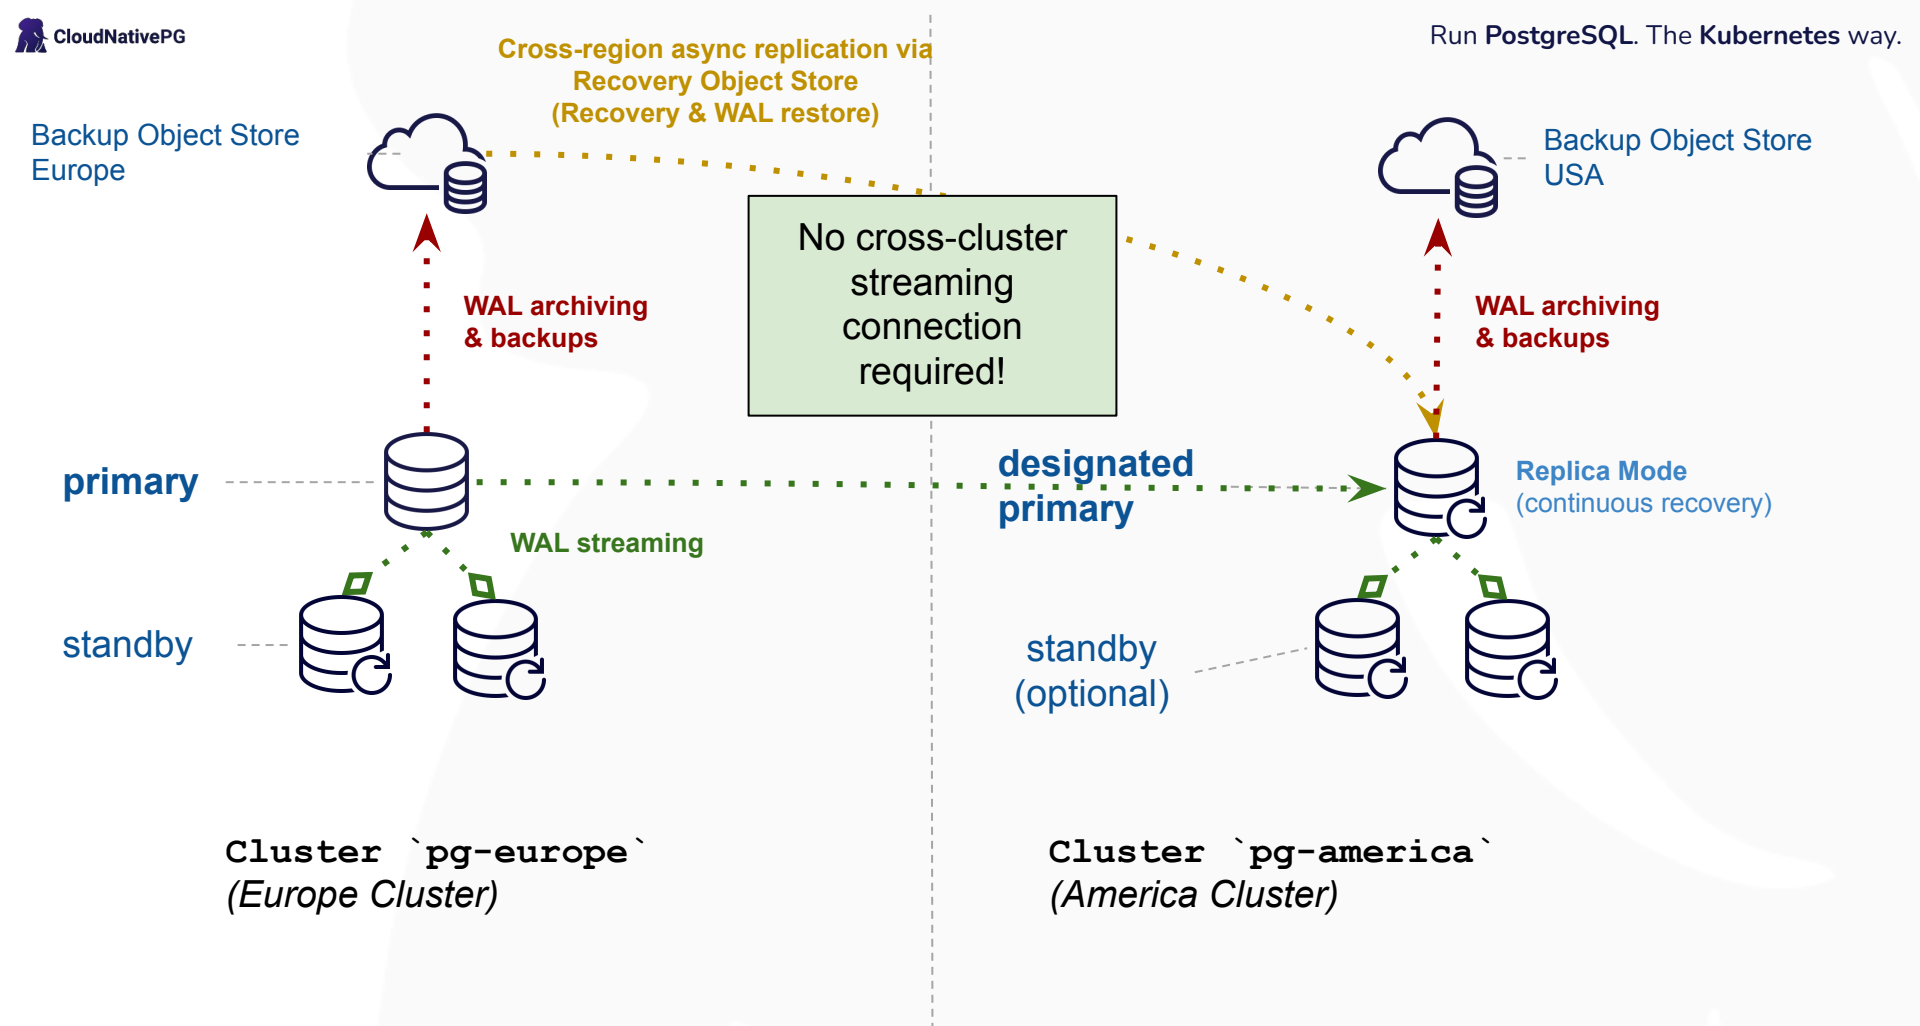 CloudNativePG
Run PostgreSQL. The Kubernetes way.
Cross-region async replication via
Recovery Object Store
(Recovery & WAL restore)
Backup Object Store
Europe
Backup Object Store
USA
No cross-cluster
streaming
connection
required!
WAL archiving
& backups
WAL archiving
& backups
primary
designated
primary
Replica Mode
(continuous recovery)
WAL streaming
standby
standby
(optional)
Cluster `pg-europe`
(Europe Cluster)
Cluster `pg-america`
(America Cluster)